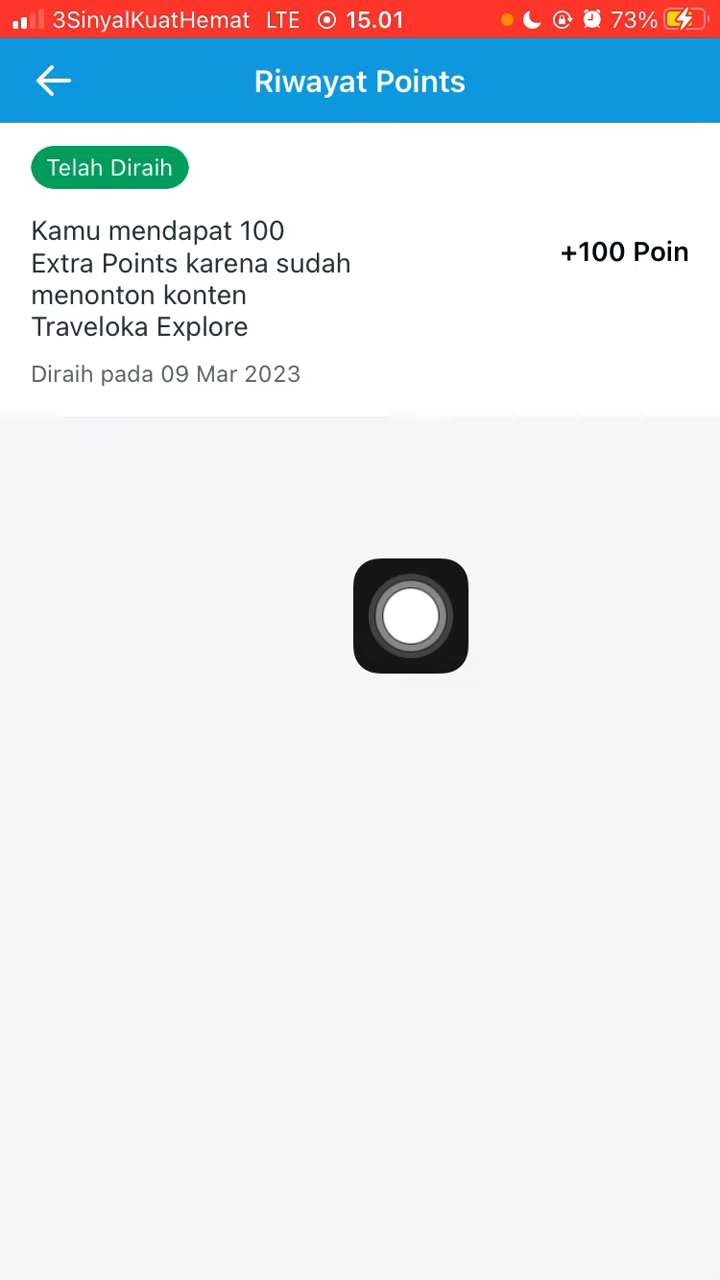 3SinyalKuatHemat LTE 15.01 73%
Riwayat Points
Telah Diraih
Kamu mendapat 100
Extra Points karena sudah
menonton konten
Traveloka Explore
+100 Poin
Diraih pada 09 Mar 2023